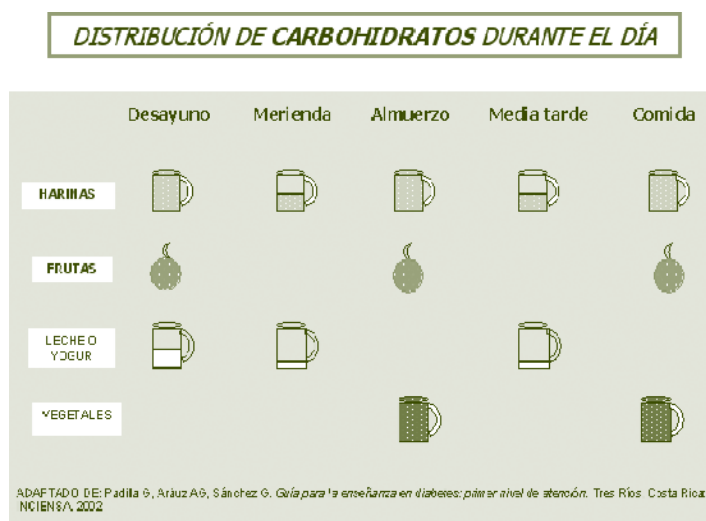 DISTRIBUCIÓN DE CARBOHIDRATOS DURANTE EL DÍA
Desayuno Merienda Almuerzo Media tarde Comida
HARINAS
FRUTAS
LECHE O
YOGUR
VEGETALES
ADAPTADO DE: Padilla G, Aráuz AG, Sánchez G. Guía para la enseñanza en diabetes: primer nivel de atención. Tres Ríos. Costa Rica
INCIENSA, 2002